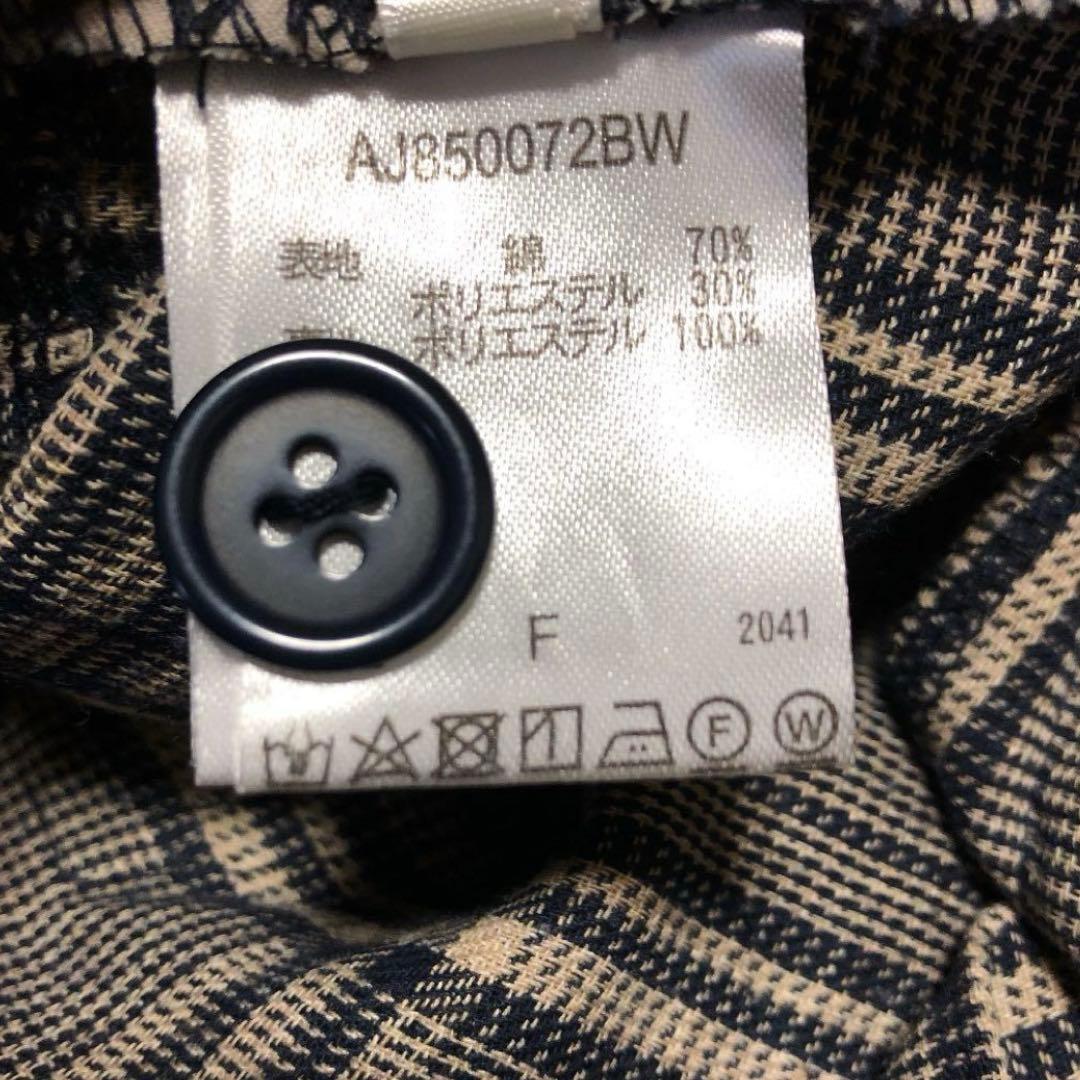 AJ850072BW
表地 綿 70%
ポリエステル 30%
ポリエステル 100%
F 2041
F W